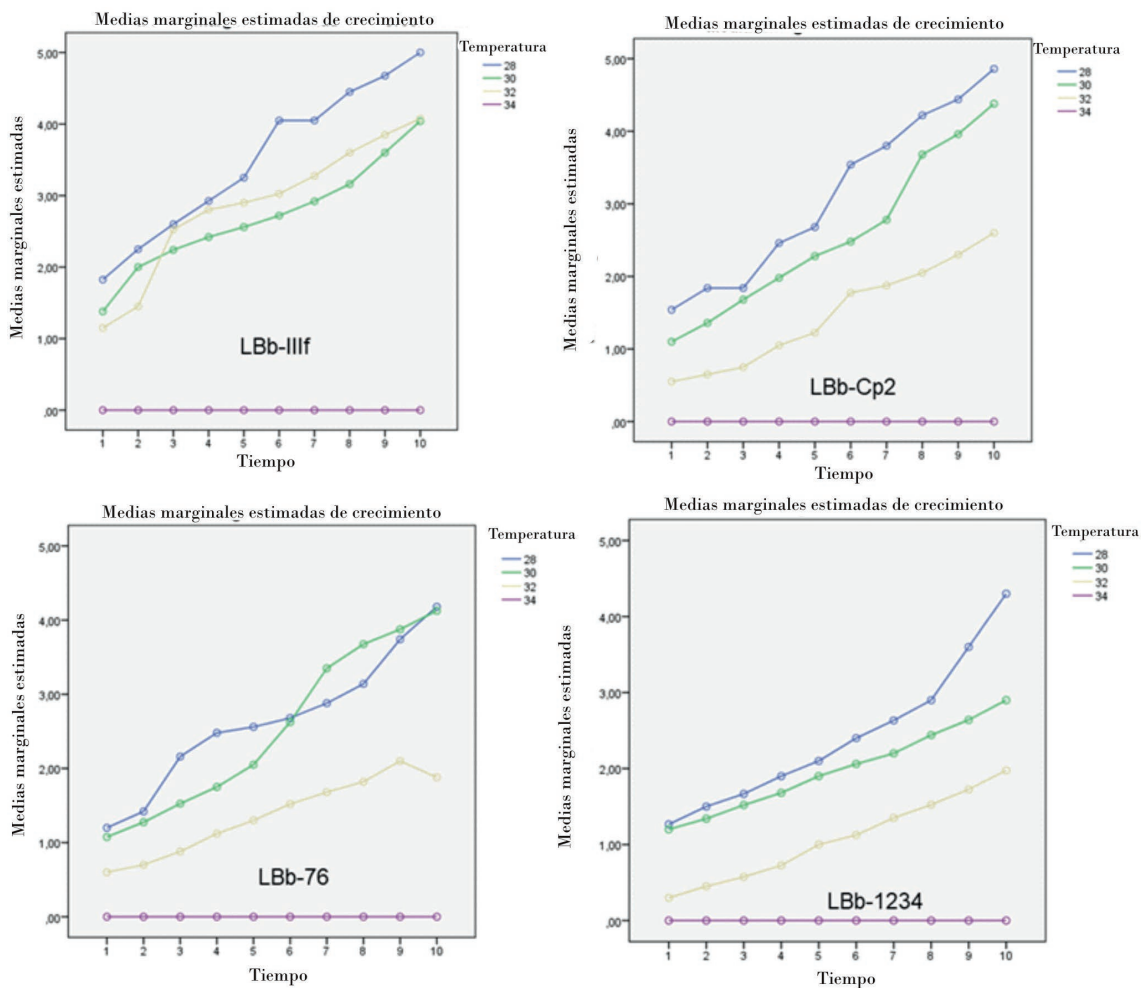 Medias marginales estimadas de crecimiento
Temperatura
28
30
32
34
Medias marginales estimadas
5,00
4,00
3,00
2,00
1,00
,00
LBb-IIIf
1 2 3 4 5 6 7 8 9 10
Tiempo
Medias marginales estimadas de crecimiento
Temperatura
28
30
32
34
Medias marginales estimadas
5,00
4,00
3,00
2,00
1,00
,00
LBb-Cp2
1 2 3 4 5 6 7 8 9 10
Tiempo
Medias marginales estimadas de crecimiento
Temperatura
28
30
32
34
Medias marginales estimadas
5,00
4,00
3,00
2,00
1,00
,00
LBb-76
1 2 3 4 5 6 7 8 9 10
Tiempo
Medias marginales estimadas de crecimiento
Temperatura
28
30
32
34
Medias marginales estimadas
5,00
4,00
3,00
2,00
1,00
,00
LBb-1234
1 2 3 4 5 6 7 8 9 10
Tiempo